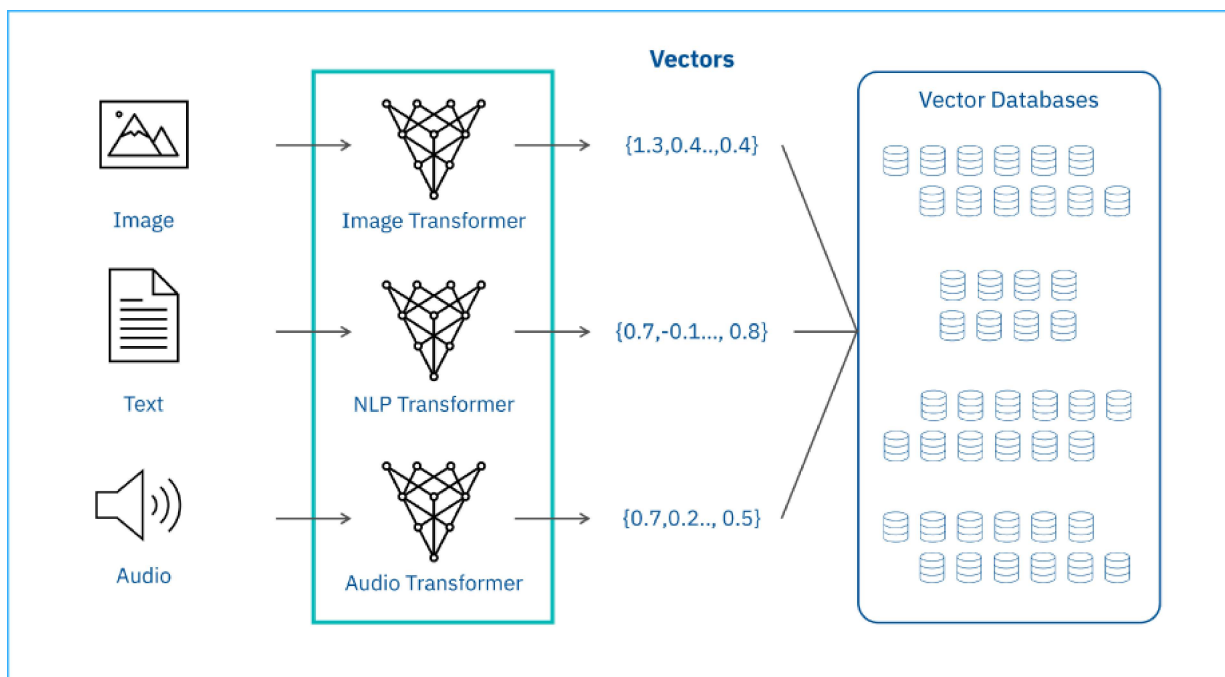 Vectors
Vector Databases
Image
Image Transformer
{1.3,0.4..,0.4}
Text
NLP Transformer
{0.7,-0.1..., 0.8}
Audio
Audio Transformer
{0.7,0.2.., 0.5}